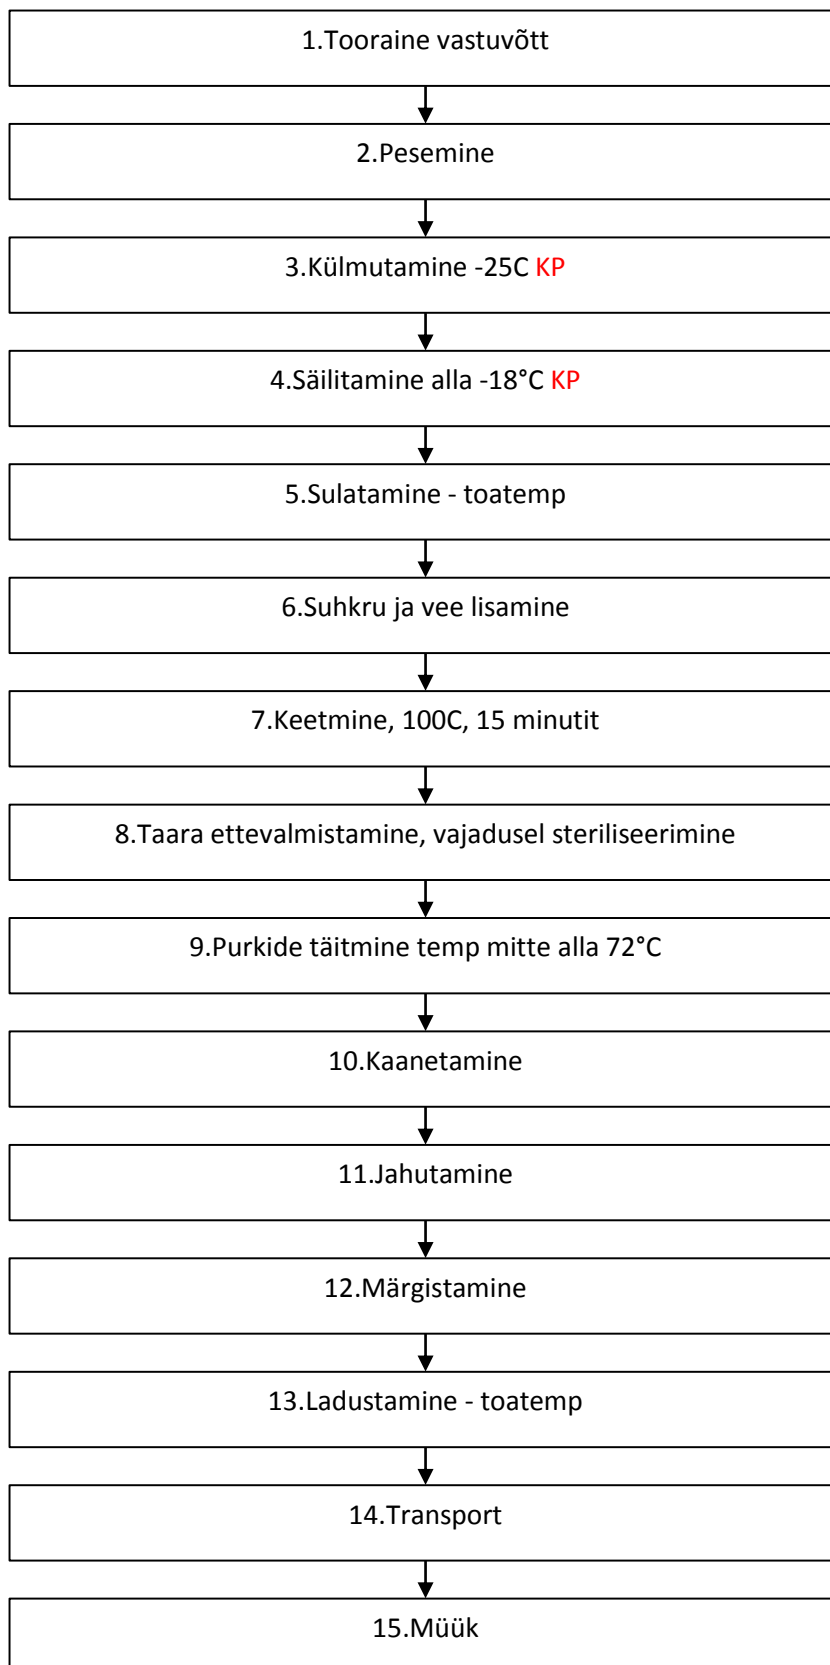 1.Tooraine vastuvõtt
2.Pesemine
3.Külmutamine -25C KP
4.Säilitamine alla -18°C KP
5.Sulatamine - toatemp
6.Suhkru ja vee lisamine
7.Keetmine, 100C, 15 minutit
8.Taara ettevalmistamine, vajadusel steriliseerimine
9.Purkide täitmine temp mitte alla 72°C
10.Kaanetamine
11.Jahutamine
12.Märgistamine
13.Ladustamine - toatemp
14.Transport
15.Müük